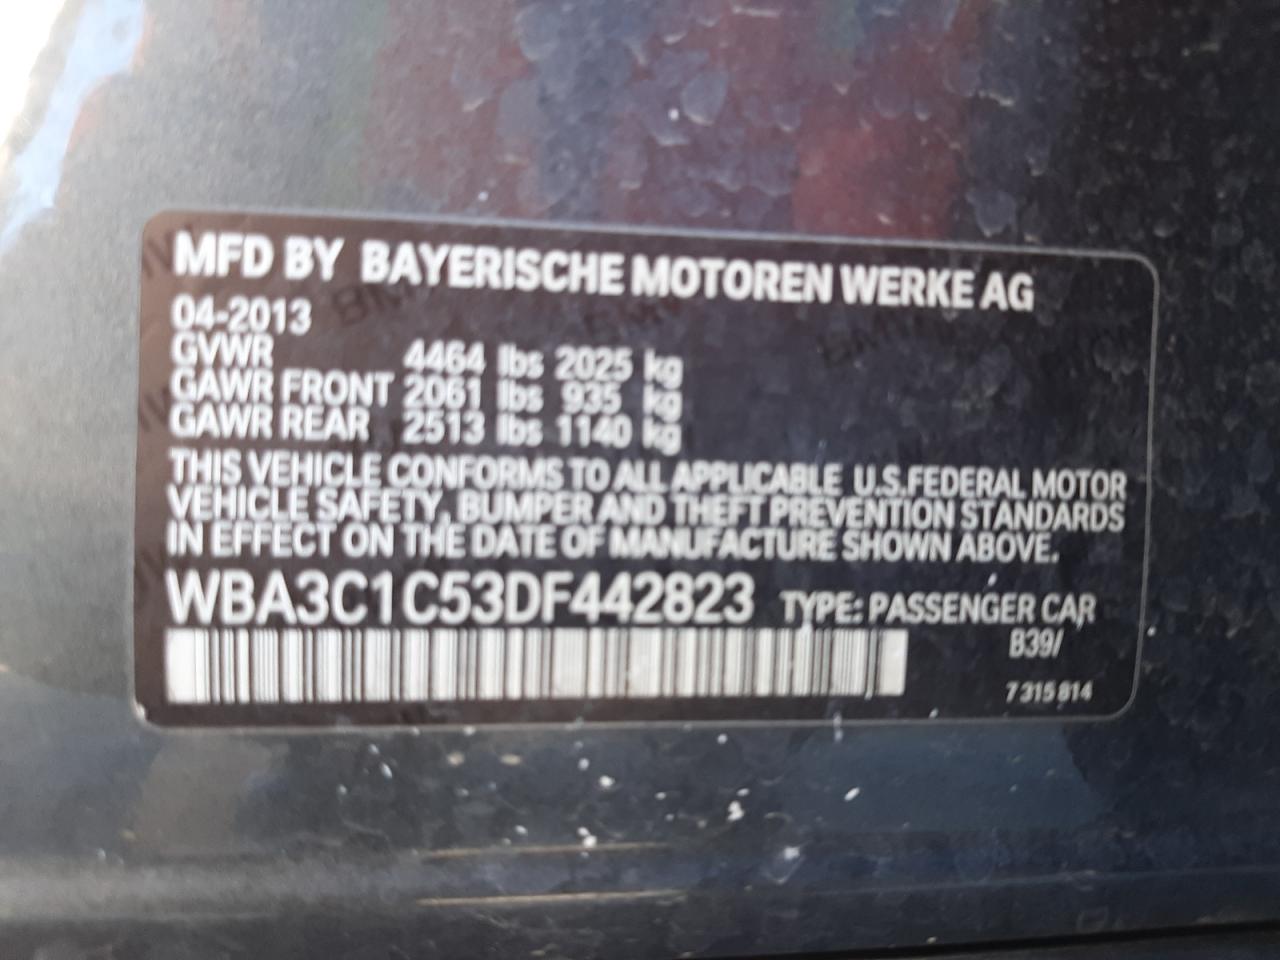 MFD BY BAYERISCHE MOTOREN WERKE AG
04-2013
GVWR 4464 lbs 2025 kg
GAWR FRONT 2061 lbs 935 kg
GAWR REAR 2513 lbs 1140 kg
THIS VEHICLE CONFORMS TO ALL APPLICABLE U.S.FEDERAL MOTOR
VEHICLE SAFETY, BUMPER AND THEFT PREVENTION STANDARDS
IN EFFECT ON THE DATE OF MANUFACTURE SHOWN ABOVE.
WBA3C1C53DF442823 TYPE: PASSENGER CAR
B39/
7 315 814